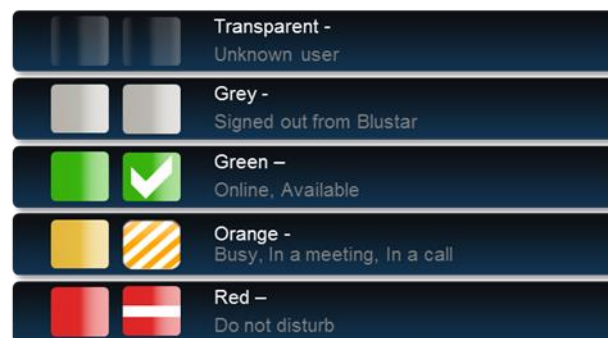 Transparent -
Unknown user
Grey -
Signed out from Blustar
Green –
Online, Available
Orange -
Busy, In a meeting, In a call
Red –
Do not disturb